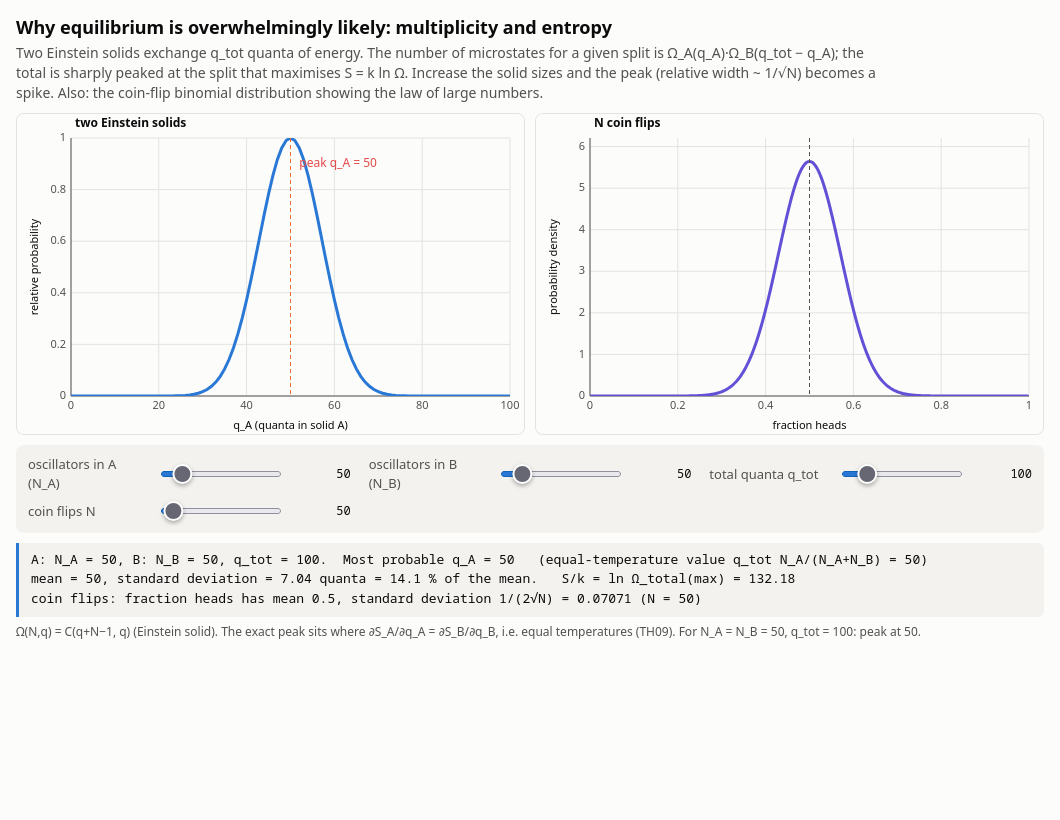 Why equilibrium is overwhelmingly likely: multiplicity and entropy
Two Einstein solids exchange q_tot quanta of energy. The number of microstates for a given split is Ω_A(q_A)·Ω_B(q_tot − q_A); the
total is sharply peaked at the split that maximises S = k ln Ω. Increase the solid sizes and the peak (relative width ~ 1/√N) becomes a
spike. Also: the coin-flip binomial distribution showing the law of large numbers.
two Einstein solids
1
0.8
0.6
0.4
0.2
0
relative probability
peak q_A = 50
0 20 40 60 80 100
q_A (quanta in solid A)
N coin flips
6
5
4
3
2
1
0
probability density
0 0.2 0.4 0.6 0.8 1
fraction heads
oscillators in A
(N_A)
50
oscillators in B
(N_B)
50
total quanta q_tot
100
coin flips N
50
A: N_A = 50, B: N_B = 50, q_tot = 100. Most probable q_A = 50 (equal-temperature value q_tot N_A/(N_A+N_B) = 50)
mean = 50, standard deviation = 7.04 quanta = 14.1 % of the mean. S/k = ln Ω_total(max) = 132.18
coin flips: fraction heads has mean 0.5, standard deviation 1/(2√N) = 0.07071 (N = 50)
Ω(N,q) = C(q+N−1, q) (Einstein solid). The exact peak sits where ∂S_A/∂q_A = ∂S_B/∂q_B, i.e. equal temperatures (TH09). For N_A = N_B = 50, q_tot = 100: peak at 50.